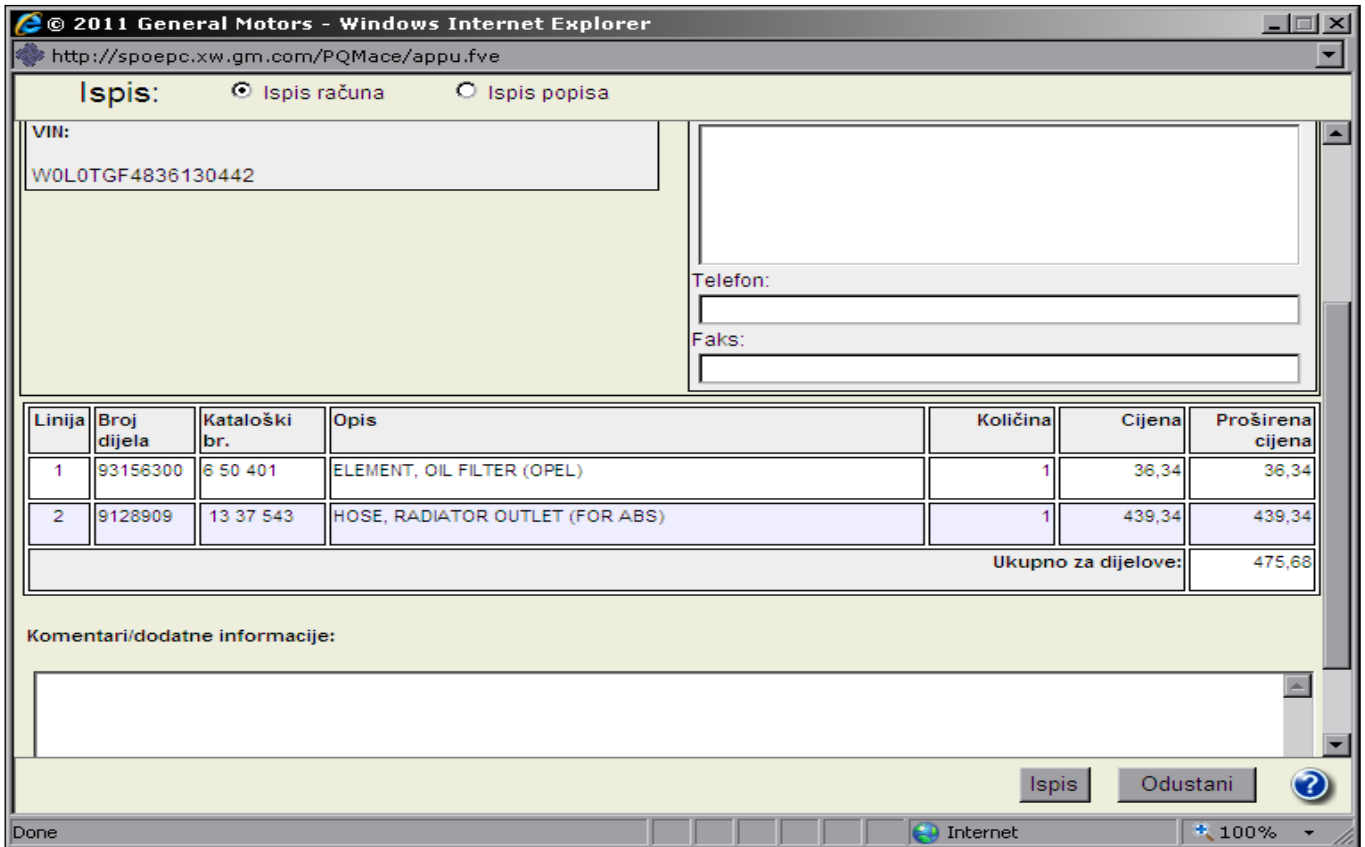 © 2011 General Motors - Windows Internet Explorer
http://spoepc.xw.gm.com/PQMace/appu.fve
Ispis: Ispis računa Ispis popisa
VIN:
W0L0TGF4836130442
Telefon:
Faks:
Linija Broj dijela Kataloški br. Opis Količina Cijena Proširena cijena
1 93156300 6 50 401 ELEMENT, OIL FILTER (OPEL) 1 36,34 36,34
2 9128909 13 37 543 HOSE, RADIATOR OUTLET (FOR ABS) 1 439,34 439,34
Ukupno za dijelove: 475,68
Komentari/dodatne informacije:
Ispis Odustani ?
Done Internet 100%